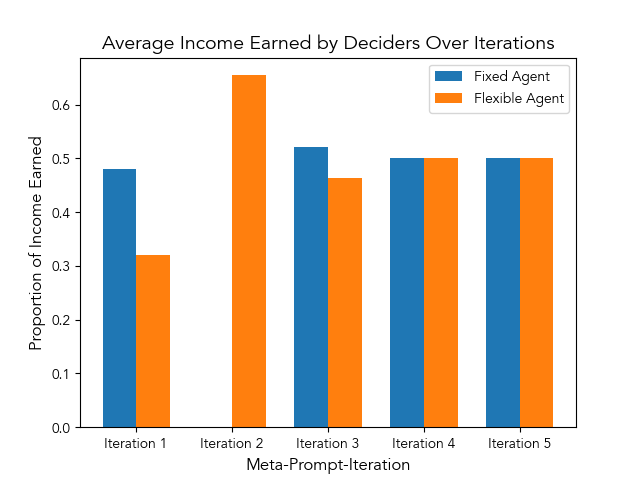 Average Income Earned by Deciders Over Iterations
Fixed Agent
Flexible Agent
Proportion of Income Earned
0.6
0.5
0.4
0.3
0.2
0.1
0.0
Iteration 1
Iteration 2
Iteration 3
Iteration 4
Iteration 5
Meta-Prompt-Iteration